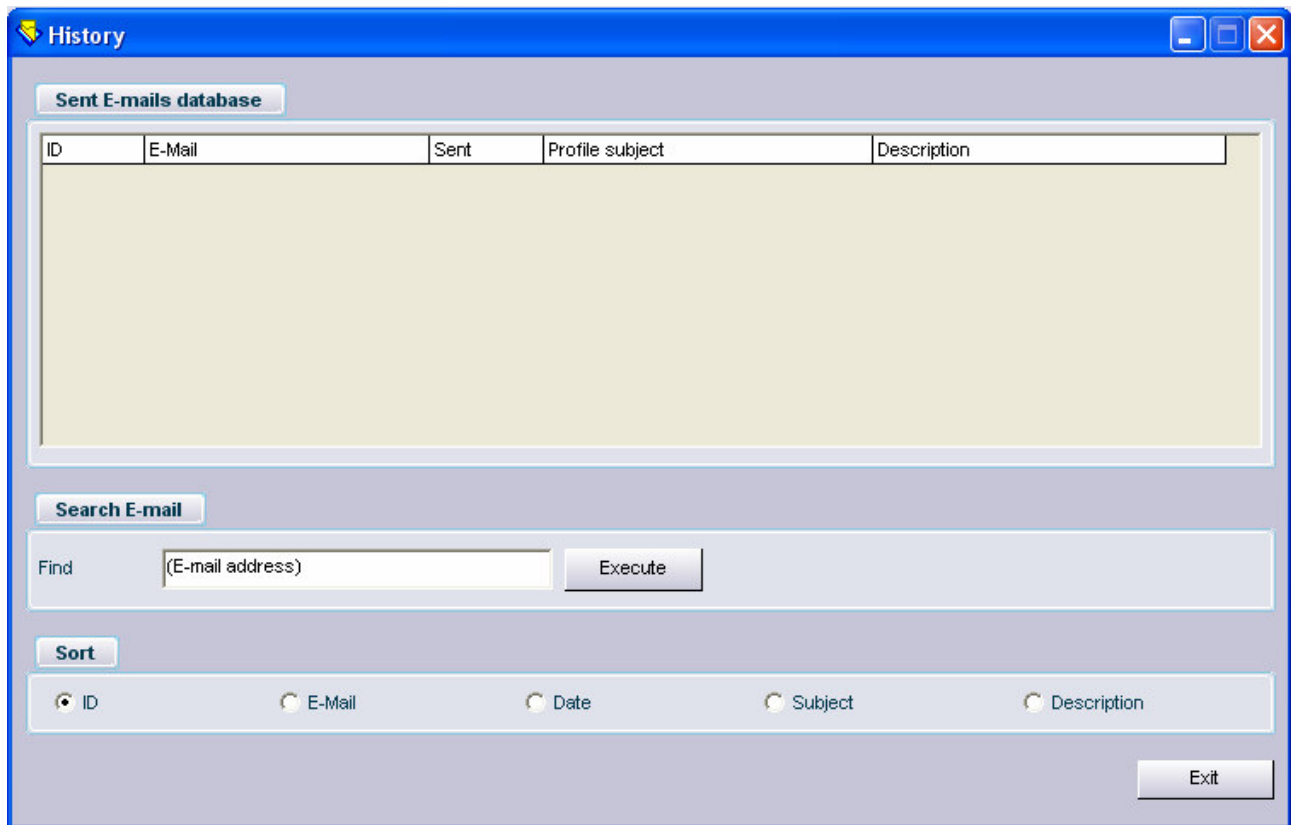 History
Sent E-mails database
ID E-Mail Sent Profile subject Description
Search E-mail
Find (E-mail address) Execute
Sort
ID E-Mail Date Subject Description
Exit